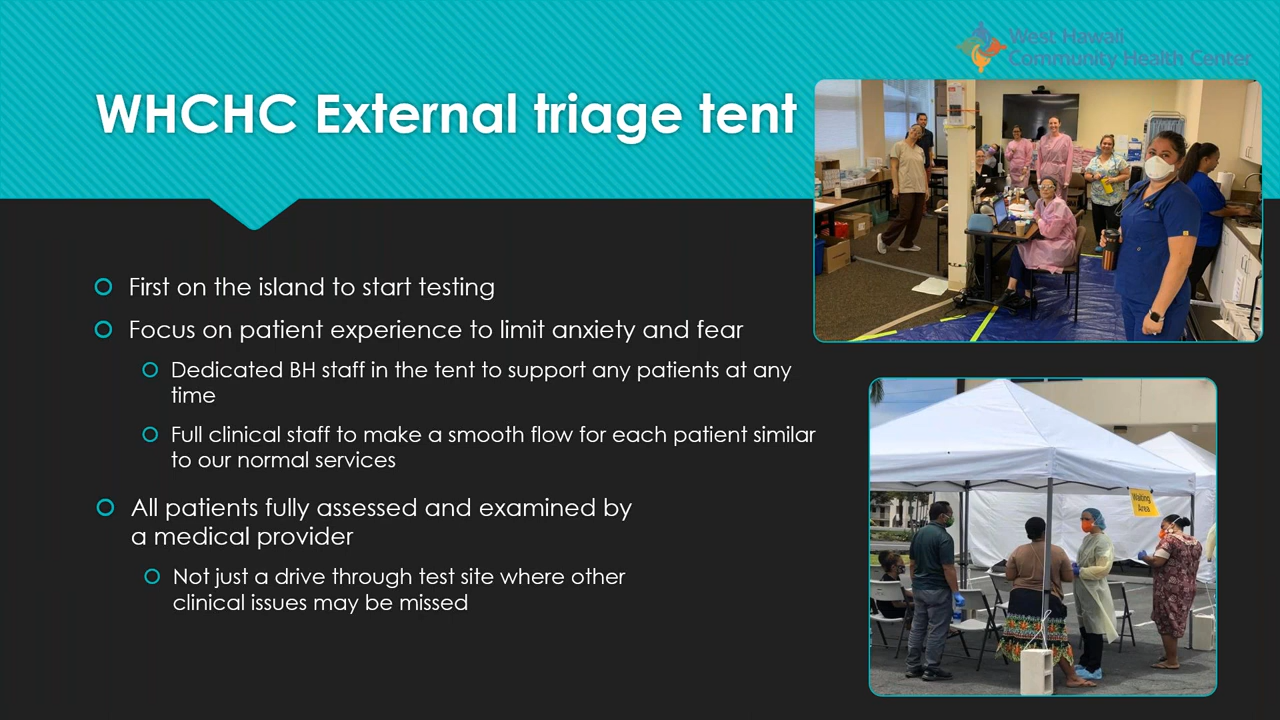 West Hawaii
Community Health Center
WHCHC External triage tent
First on the island to start testing
Focus on patient experience to limit anxiety and fear
Dedicated BH staff in the tent to support any patients at any
time
Full clinical staff to make a smooth flow for each patient similar
to our normal services
All patients fully assessed and examined by
a medical provider
Not just a drive through test site where other
clinical issues may be missed
Waiting
Area